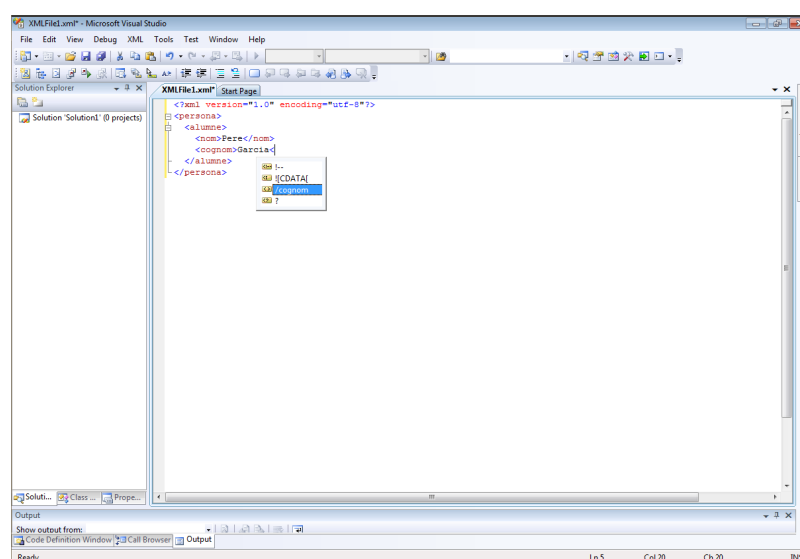 XMLFile1.xml* - Microsoft Visual Studio
File Edit View Debug XML Tools Test Window Help
Solution Explorer
XMLFile1.xml* Start Page
Solution 'Solution1' (0 projects)
<?xml version="1.0" encoding="utf-8"?>
<persona>
<alumne>
<nom>Pere</nom>
<cognom>Garcia<
</alumne>
</persona>
!--
![CDATA[
/cognom
?
Soluti... Class ... Prope...
Output
Show output from:
Code Definition Window Call Browser Output
Ready Ln 5 Col 20 Ch 20 INS